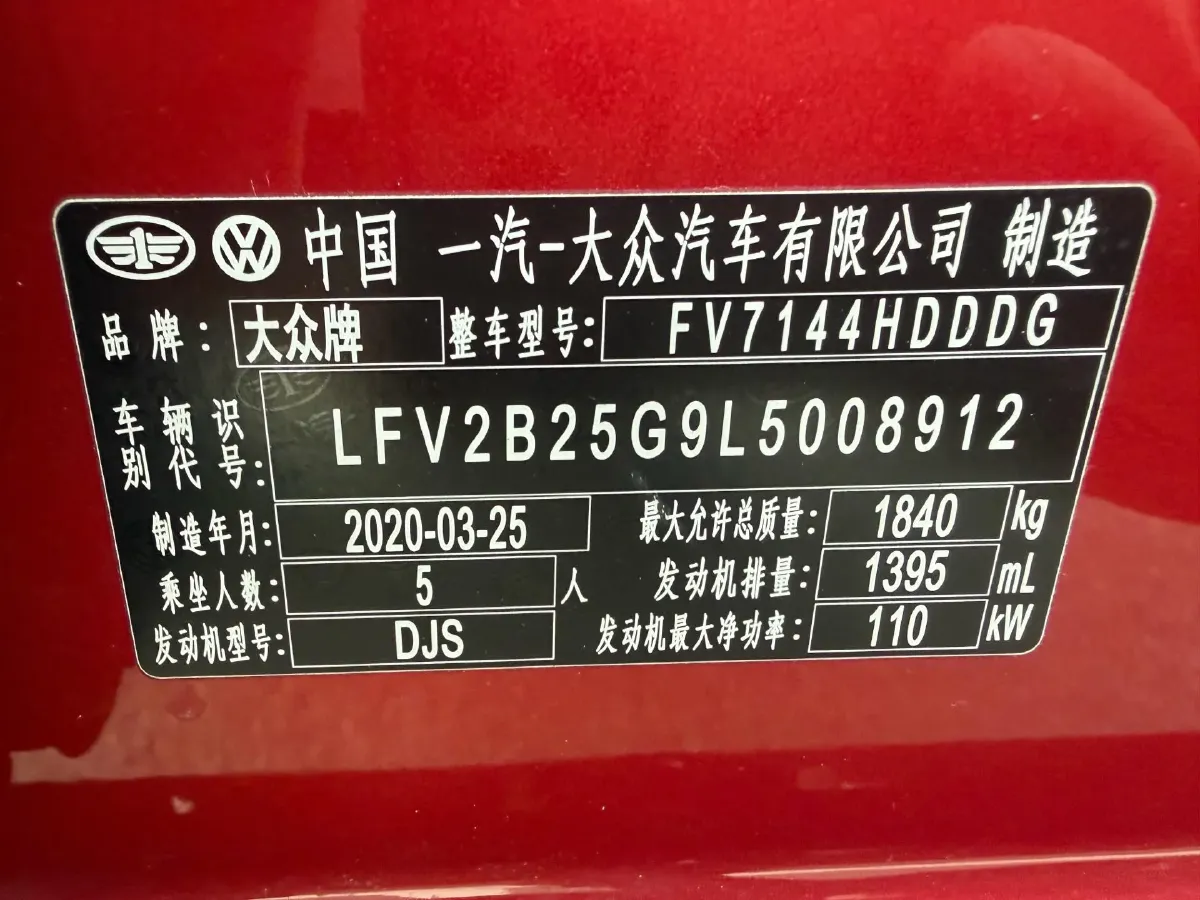 中国 一汽-大众汽车有限公司 制造
品牌: 大众牌 整车型号: FV7144HDDDG
车辆识别代号: LFV2B25G9L5008912
制造年月: 2020-03-25 最大允许总质量: 1840 kg
乘坐人数: 5 人 发动机排量: 1395 mL
发动机型号: DJS 发动机最大净功率: 110 kW